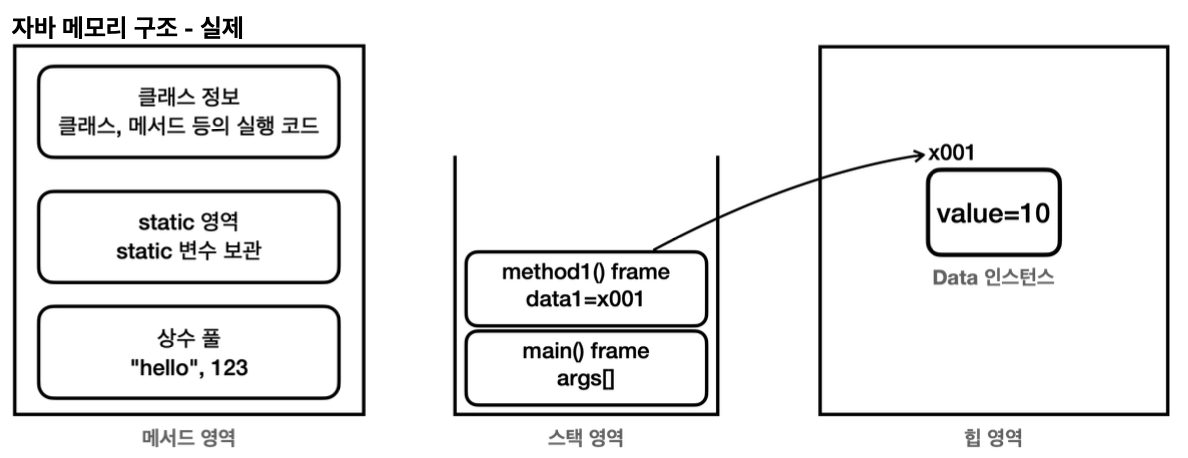 자바 메모리 구조 - 실제
클래스 정보
클래스, 메서드 등의 실행 코드
static 영역
static 변수 보관
상수 풀
"hello", 123
메서드 영역
method1() frame
data1=x001
main() frame
args[]
스택 영역
x001
value=10
Data 인스턴스
힙 영역